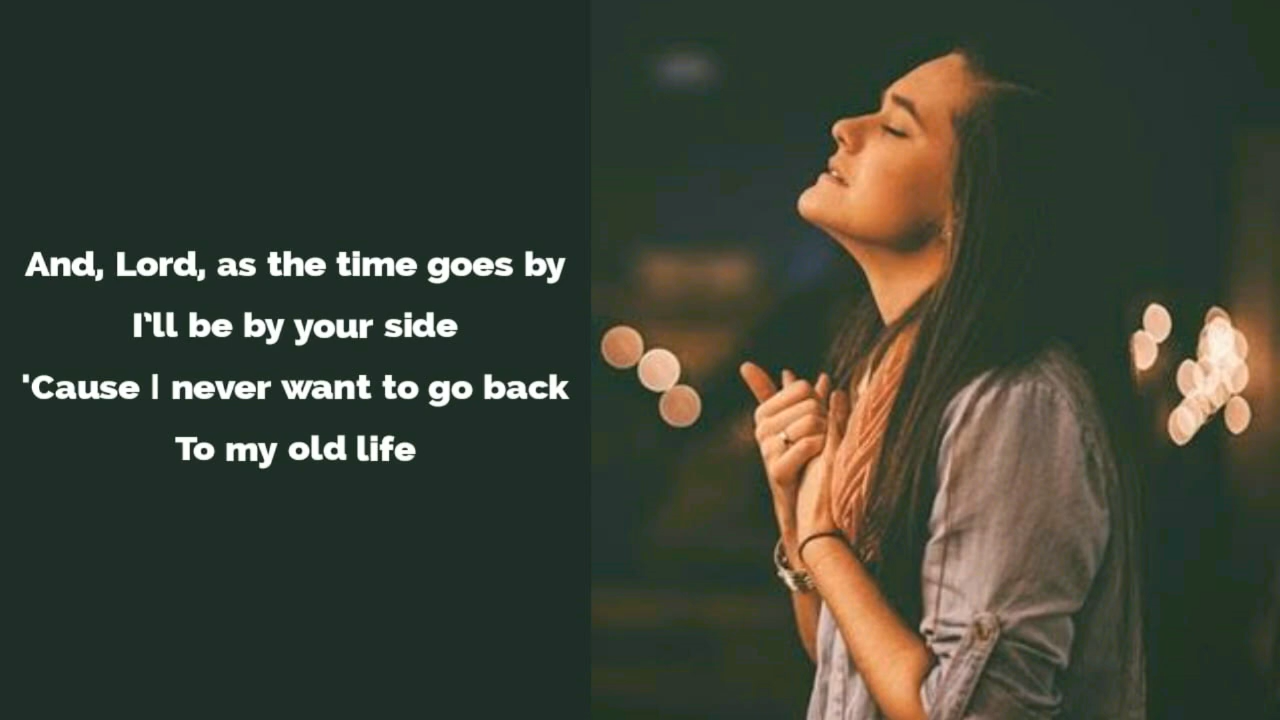 And, Lord, as the time goes by
I'll be by your side
'Cause I never want to go back
To my old life